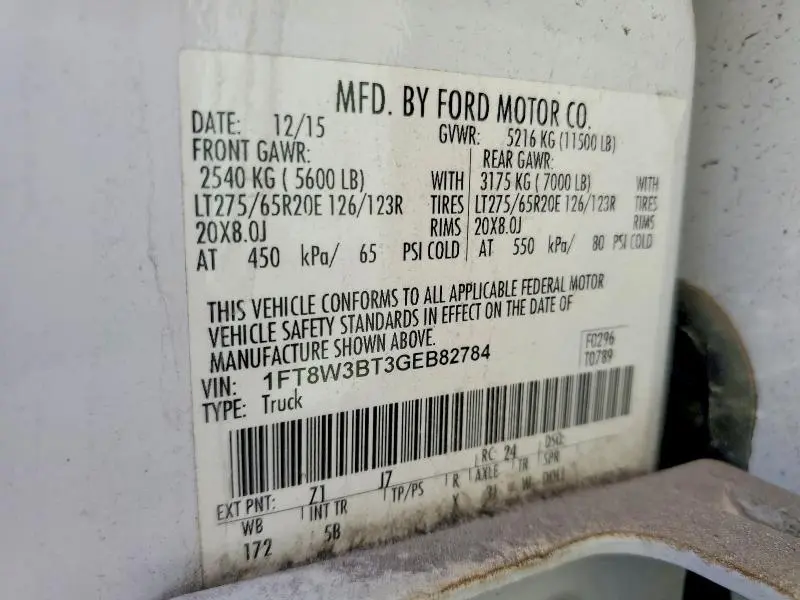 MFD. BY FORD MOTOR CO.
DATE: 12/15 GVWR: 5216 KG (11500 LB)
FRONT GAWR: REAR GAWR:
2540 KG ( 5600 LB) WITH 3175 KG ( 7000 LB) WITH
LT275/65R20E 126/123R TIRES LT275/65R20E 126/123R TIRES
20X8.0J RIMS 20X8.0J RIMS
AT 450 kPa/ 65 PSI COLD AT 550 kPa/ 80 PSI COLD
THIS VEHICLE CONFORMS TO ALL APPLICABLE FEDERAL MOTOR
VEHICLE SAFETY STANDARDS IN EFFECT ON THE DATE OF
MANUFACTURE SHOWN ABOVE.
F0296
T0789
VIN: 1FT8W3BT3GEB82784
TYPE: Truck
EXT PNT: Z1 J7 RC: 24 DSO:
WB INT TR TP/PS R AXLE TR SPR
172 5B X 31